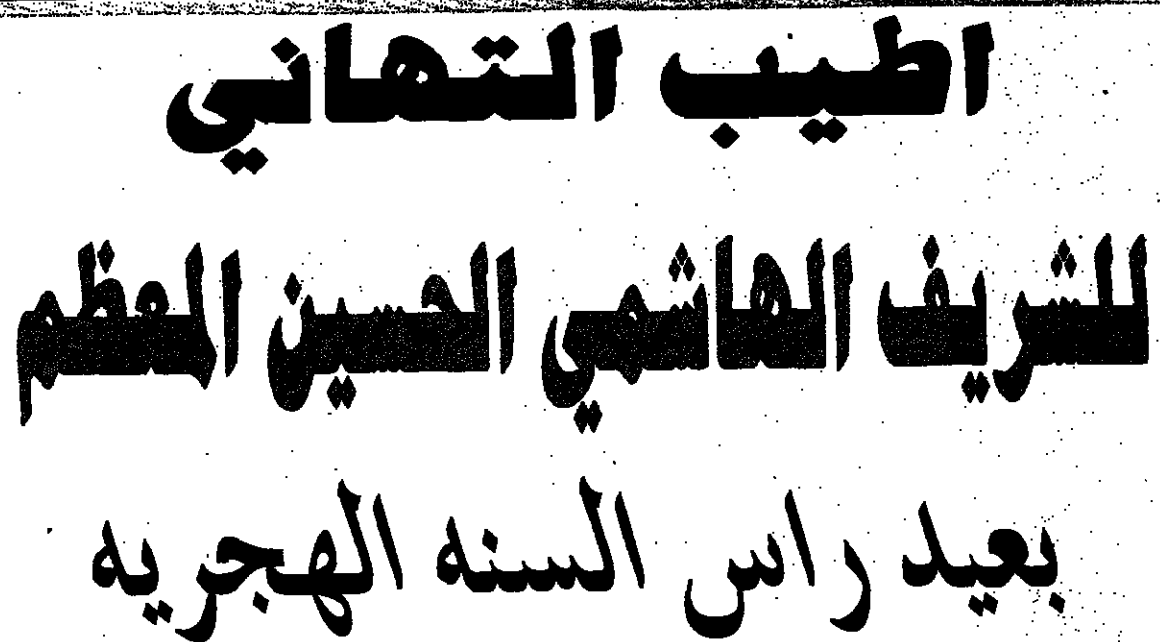 اطيب التهاني
للشريف الهاشمي الحسين المعظم
بعيد راس السنه الهجريه